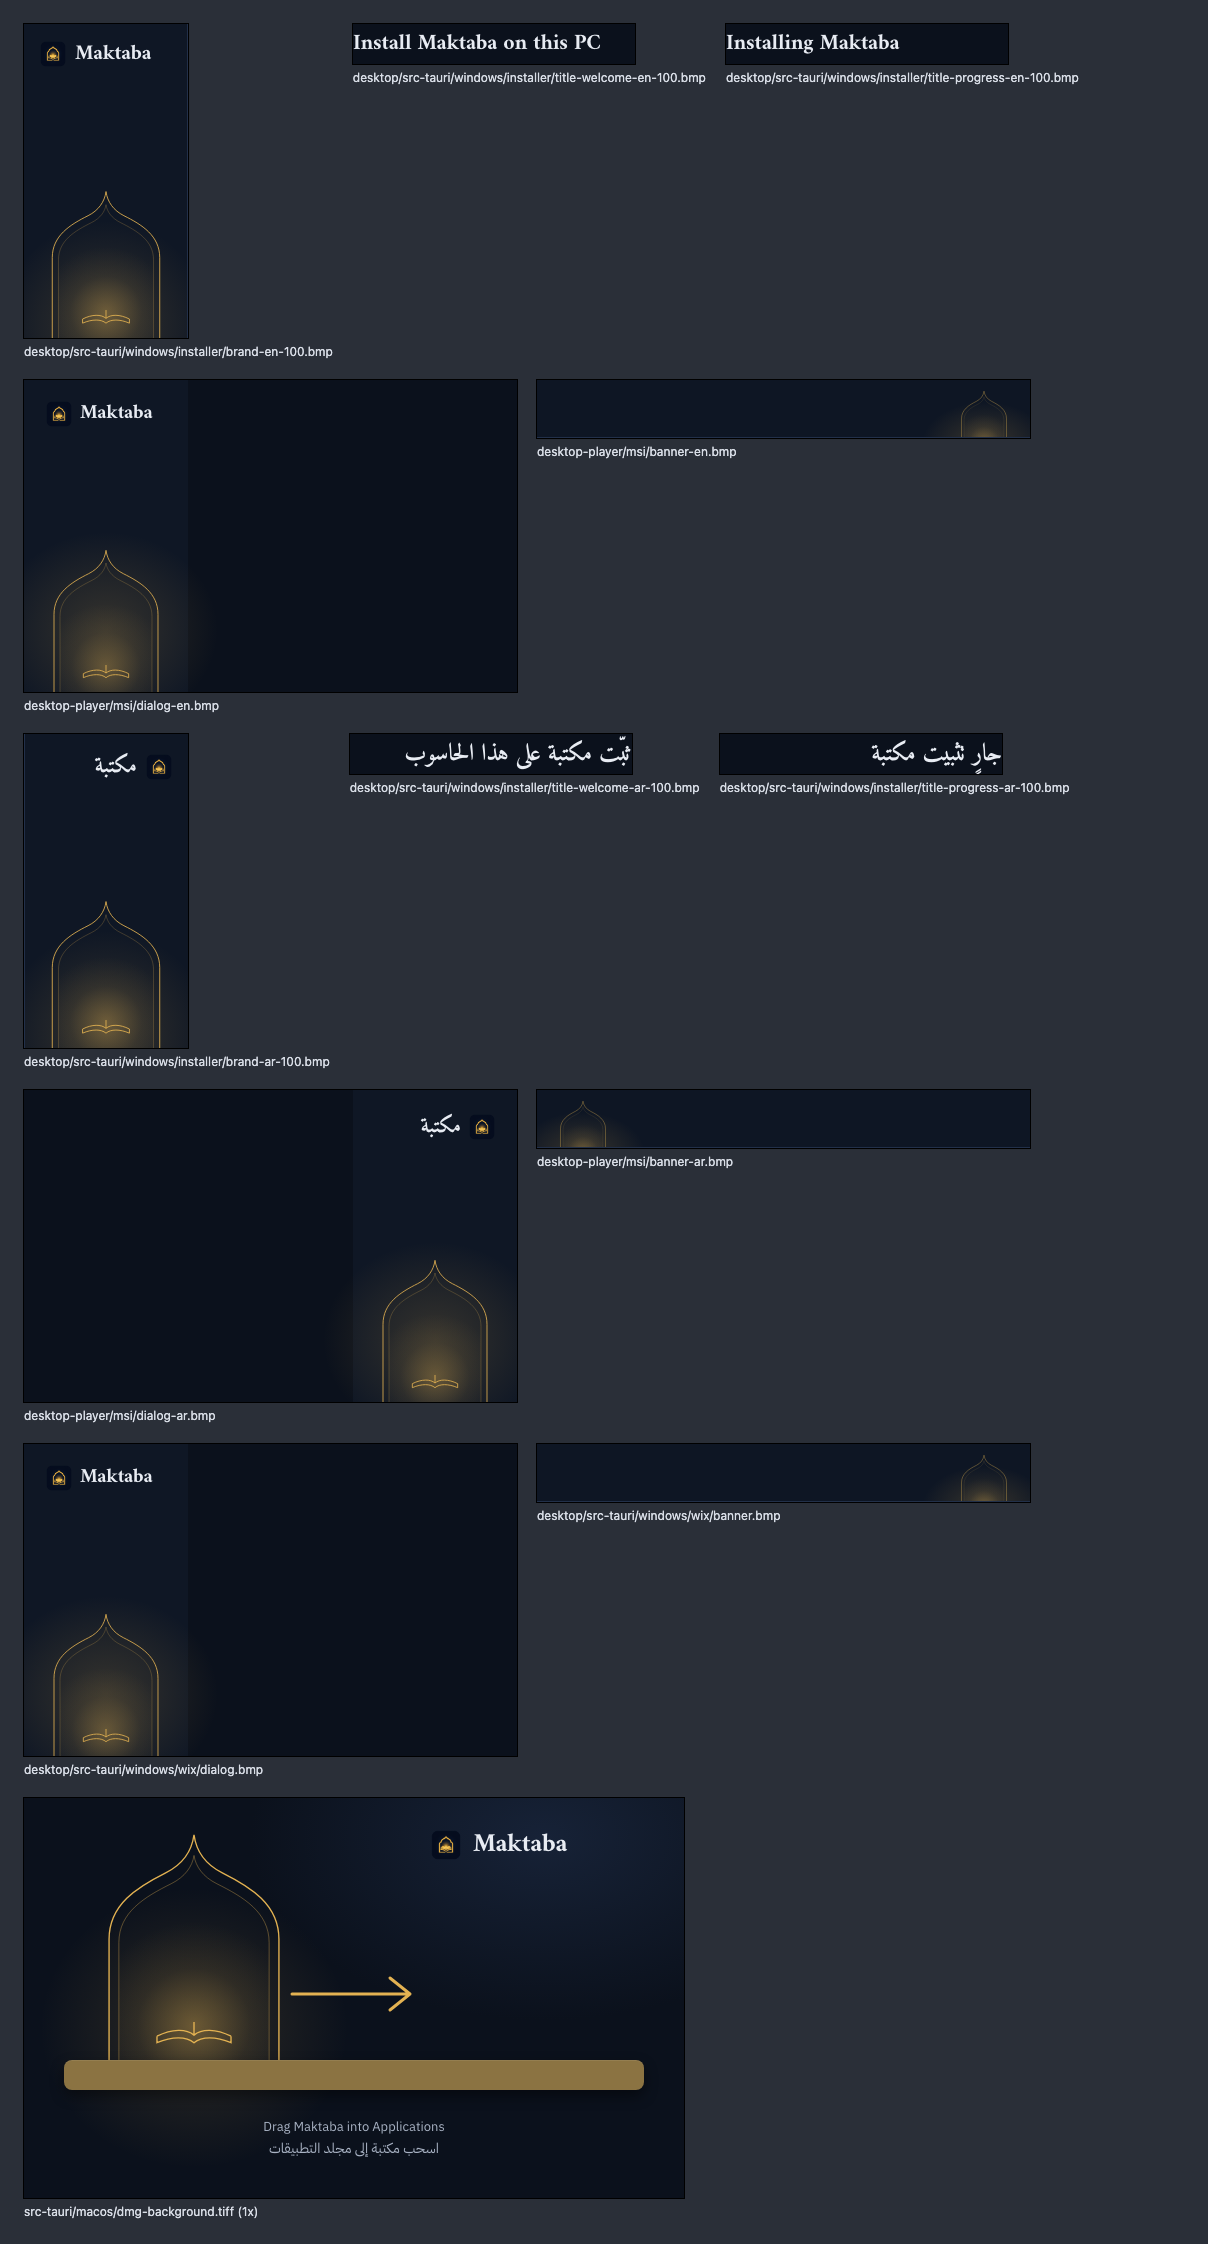 Maktaba
Install Maktaba on this PC
Installing Maktaba
desktop/src-tauri/windows/installer/title-welcome-en-100.bmp
desktop/src-tauri/windows/installer/title-progress-en-100.bmp
desktop/src-tauri/windows/installer/brand-en-100.bmp
Maktaba
desktop-player/msi/banner-en.bmp
desktop-player/msi/dialog-en.bmp
مكتبة
ثبّت مكتبة على هذا الحاسوب
جارٍ تثبيت مكتبة
desktop/src-tauri/windows/installer/title-welcome-ar-100.bmp
desktop/src-tauri/windows/installer/title-progress-ar-100.bmp
desktop/src-tauri/windows/installer/brand-ar-100.bmp
مكتبة
desktop-player/msi/banner-ar.bmp
desktop-player/msi/dialog-ar.bmp
Maktaba
desktop/src-tauri/windows/wix/banner.bmp
desktop/src-tauri/windows/wix/dialog.bmp
Maktaba
Drag Maktaba into Applications
اسحب مكتبة إلى مجلد التطبيقات
src-tauri/macos/dmg-background.tiff (1x)